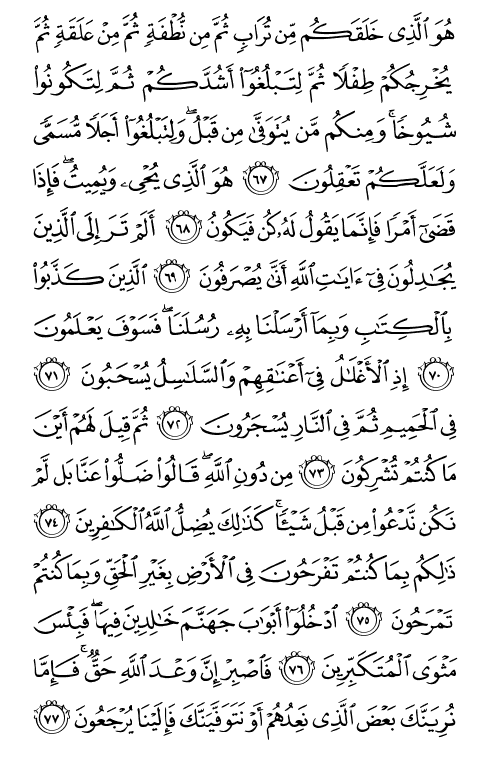 هُوَ ٱلَّذِى خَلَقَكُم مِّن تُرَابٍ ثُمَّ مِن نُّطْفَةٍ ثُمَّ مِنْ عَلَقَةٍ ثُمَّ
يُخْرِجُكُمْ طِفْلًا ثُمَّ لِتَبْلُغُوٓا۟ أَشُدَّكُمْ ثُمَّ لِتَكُونُوا۟
شُيُوخًا ۚ وَمِنكُم مَّن يُتَوَفَّىٰ مِن قَبْلُ ۖ وَلِتَبْلُغُوٓا۟ أَجَلًا مُّسَمًّى
وَلَعَلَّكُمْ تَعْقِلُونَ ٦٧ هُوَ ٱلَّذِى يُحْىِۦ وَيُمِيتُ ۖ فَإِذَا
قَضَىٰٓ أَمْرًا فَإِنَّمَا يَقُولُ لَهُۥ كُن فَيَكُونُ ٦٨ أَلَمْ تَرَ إِلَى ٱلَّذِينَ
يُجَـٰدِلُونَ فِىٓ ءَايَـٰتِ ٱللَّهِ أَنَّىٰ يُصْرَفُونَ ٦٩ ٱلَّذِينَ كَذَّبُوا۟
بِٱلْكِتَـٰبِ وَبِمَآ أَرْسَلْنَا بِهِۦ رُسُلَنَا ۖ فَسَوْفَ يَعْلَمُونَ
٧٠ إِذِ ٱلْأَغْلَـٰلُ فِىٓ أَعْنَـٰقِهِمْ وَٱلسَّلَـٰسِلُ يُسْحَبُونَ ٧١
فِى ٱلْحَمِيمِ ثُمَّ فِى ٱلنَّارِ يُسْجَرُونَ ٧٢ ثُمَّ قِيلَ لَهُمْ أَيْنَ
مَا كُنتُمْ تُشْرِكُونَ ٧٣ مِن دُونِ ٱللَّهِ ۖ قَالُوا۟ ضَلُّوا۟ عَنَّا بَل لَّمْ
نَكُن نَّدْعُوا۟ مِن قَبْلُ شَيْـًٔا ۚ كَذَٰلِكَ يُضِلُّ ٱللَّهُ ٱلْكَـٰفِرِينَ ٧٤
ذَٰلِكُم بِمَا كُنتُمْ تَفْرَحُونَ فِى ٱلْأَرْضِ بِغَيْرِ ٱلْحَقِّ وَبِمَا كُنتُمْ
تَمْرَحُونَ ٧٥ ٱدْخُلُوٓا۟ أَبْوَٰبَ جَهَنَّمَ خَـٰلِدِينَ فِيهَا ۖ فَبِئْسَ
مَثْوَى ٱلْمُتَكَبِّرِينَ ٧٦ فَٱصْبِرْ إِنَّ وَعْدَ ٱللَّهِ حَقٌّ ۚ فَإِمَّا
نُرِيَنَّكَ بَعْضَ ٱلَّذِى نَعِدُهُمْ أَوْ نَتَوَفَّيَنَّكَ فَإِلَيْنَا يُرْجَعُونَ ٧٧